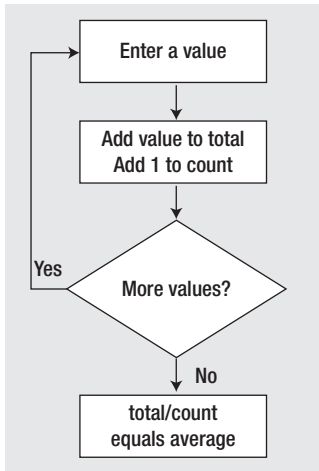 Enter a value
Add value to total
Add 1 to count
Yes
More values?
No
total/count
equals average